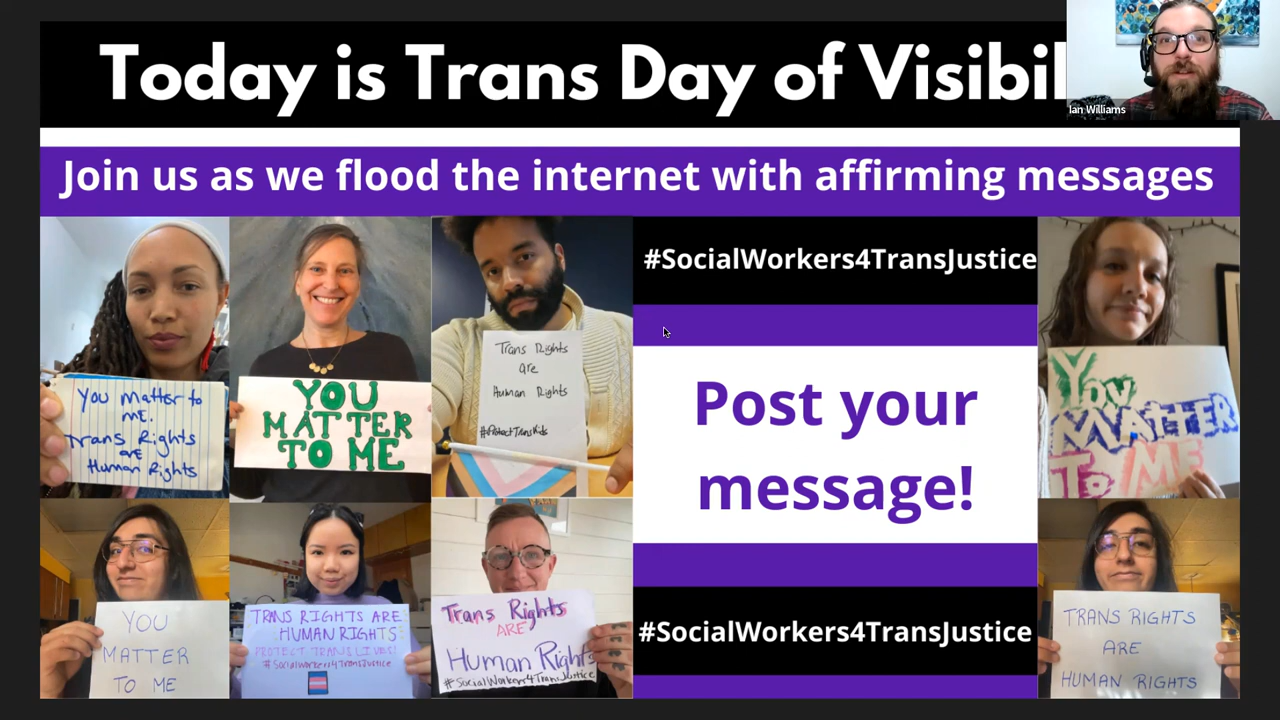 Today is Trans Day of Visibil
Ian Williams
Join us as we flood the internet with affirming messages
#SocialWorkers4TransJustice
Post your
message!
#SocialWorkers4TransJustice
You Matter to
ME.
Trans Rights
are
Human Rights
YOU
MATTER
TO ME
Trans Rights
are
Human Rights
#ProtectTransKids
You
MATTER
To ME
YOU
MATTER
TO ME
TRANS RIGHTS ARE
HUMAN RIGHTS
PROTECT TRANS LIVES!
#SocialWorkers4TransJustice
Trans Rights
ARE
Human Rights
#SocialWorkers4TransJustice
TRANS RIGHTS
ARE
HUMAN RIGHTS